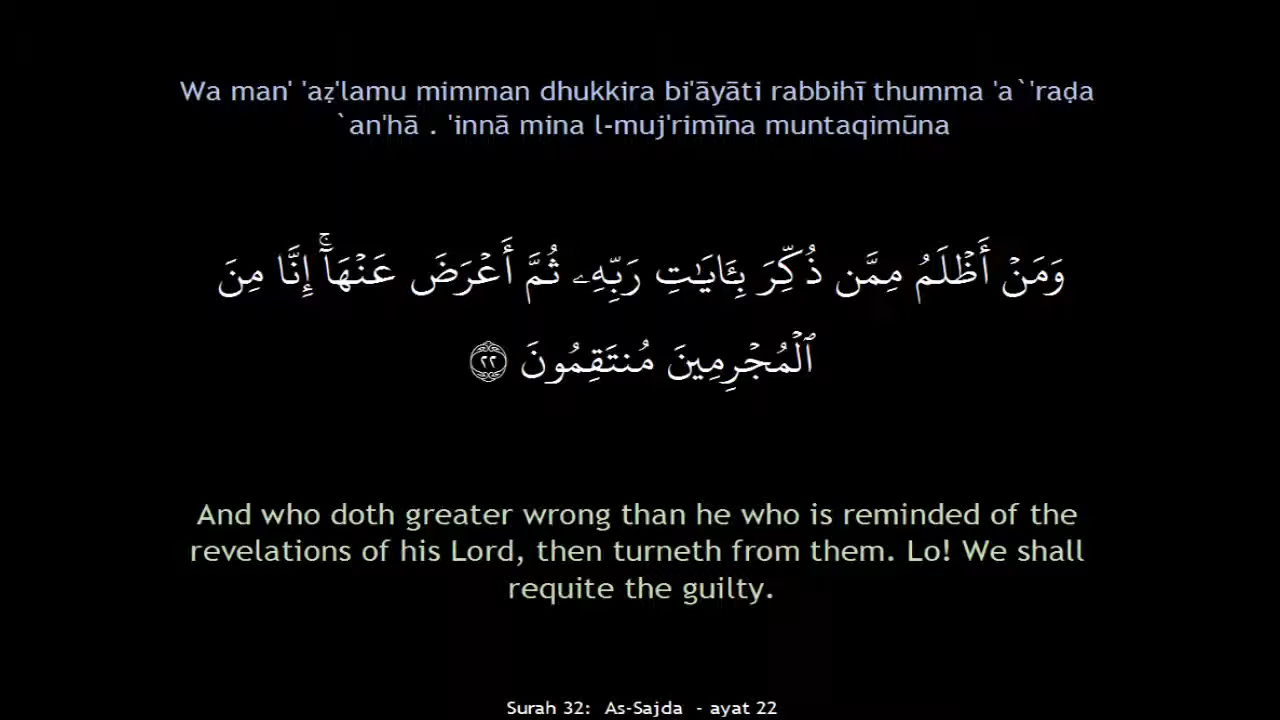 Wa man' 'aẓ'lamu mimman dhukkira bi'āyāti rabbihī thumma 'a`'raḍa
`an'hā . 'innā mina l-muj'rimīna muntaqimūna
وَمَنۡ أَظۡلَمُ مِمَّن ذُكِّرَ بِـَٔايَٰتِ رَبِّهِۦ ثُمَّ أَعۡرَضَ عَنۡهَآۚ إِنَّا مِنَ
ٱلۡمُجۡرِمِينَ مُنتَقِمُونَ ٢٢
And who doth greater wrong than he who is reminded of the
revelations of his Lord, then turneth from them. Lo! We shall
requite the guilty.
Surah 32: As-Sajda - ayat 22